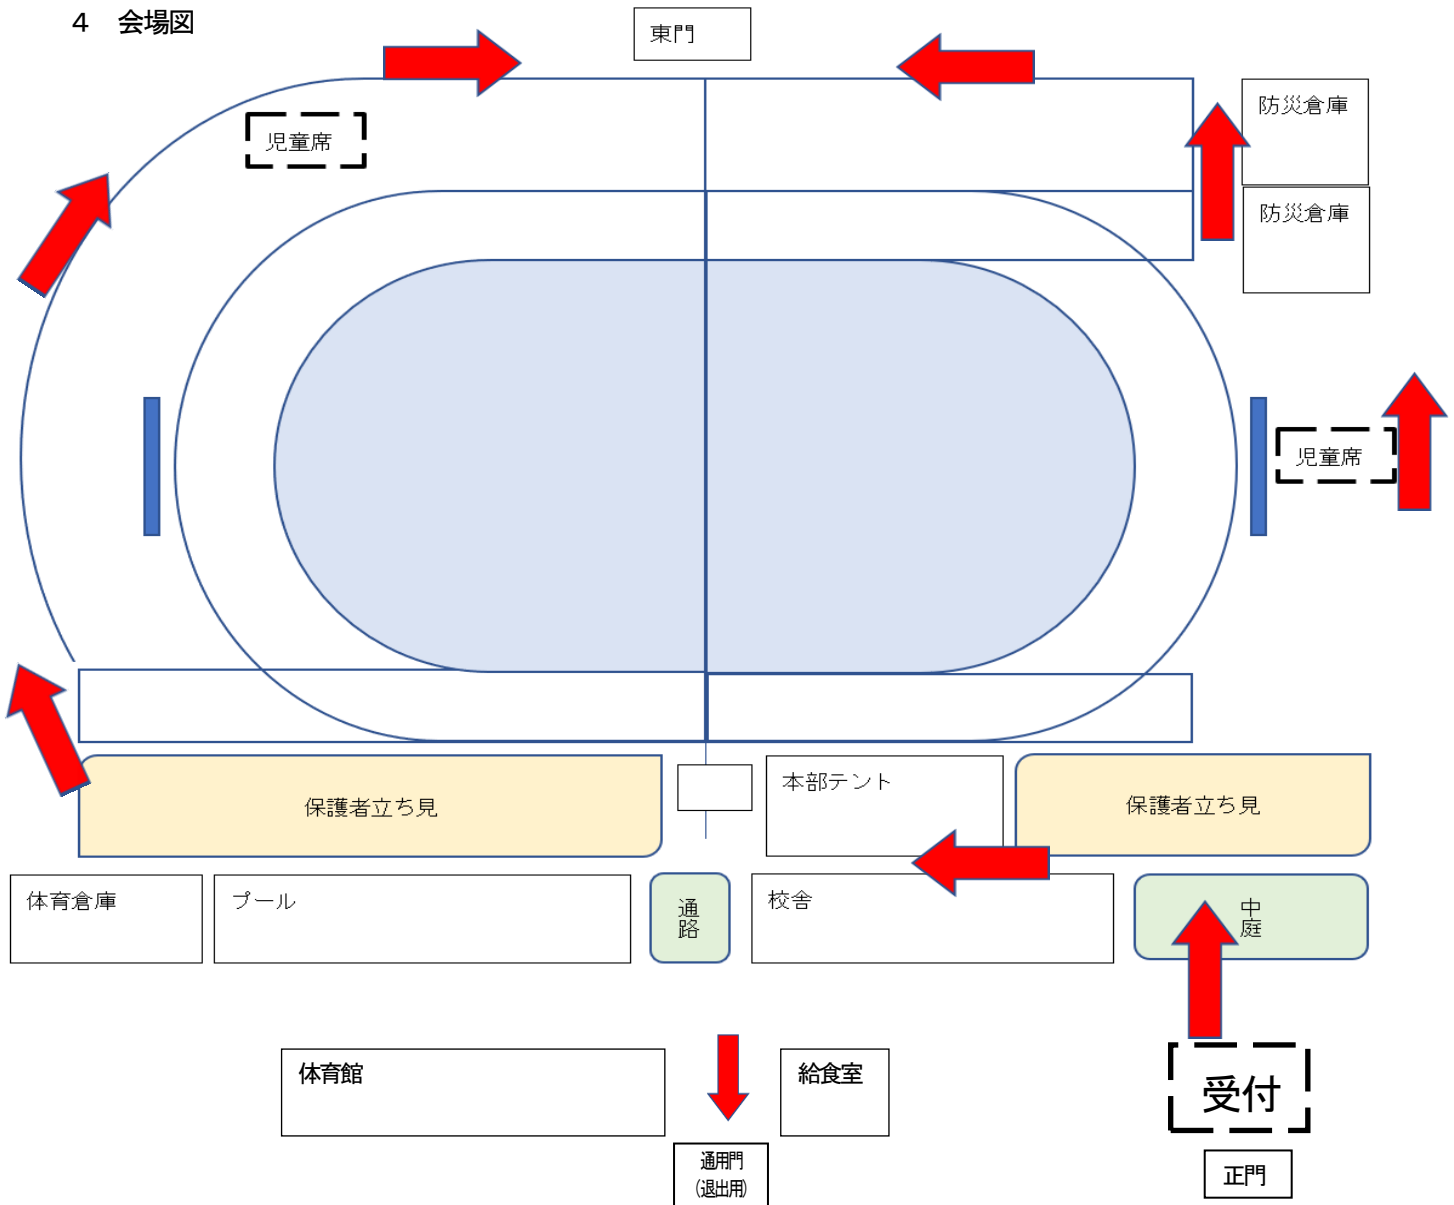 ４　会場図
東門
防災倉庫
児童席
防災倉庫
児童席
本部テント
保護者立ち見
保護者立ち見
体育倉庫
プール
通路
校舎
中庭
体育館
給食室
受付
通用門
（退出用）
正門